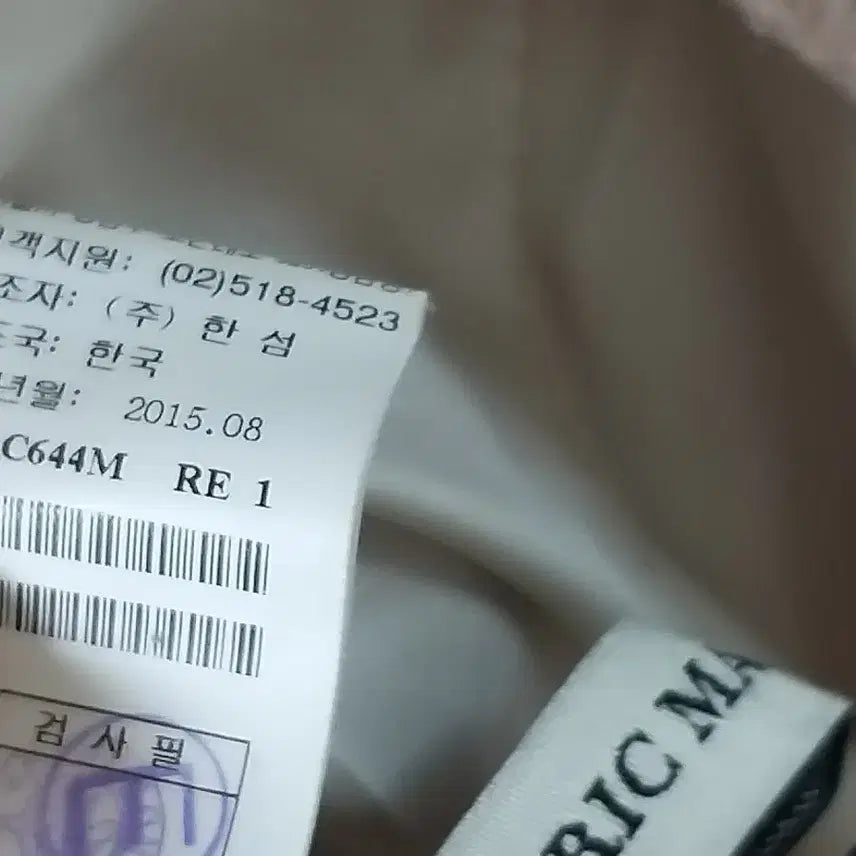 객지원: (02)518-4523
조자: (주) 한 섬
국: 한국
년월: 2015.08
C644M RE 1
검 사 필
RIC MA